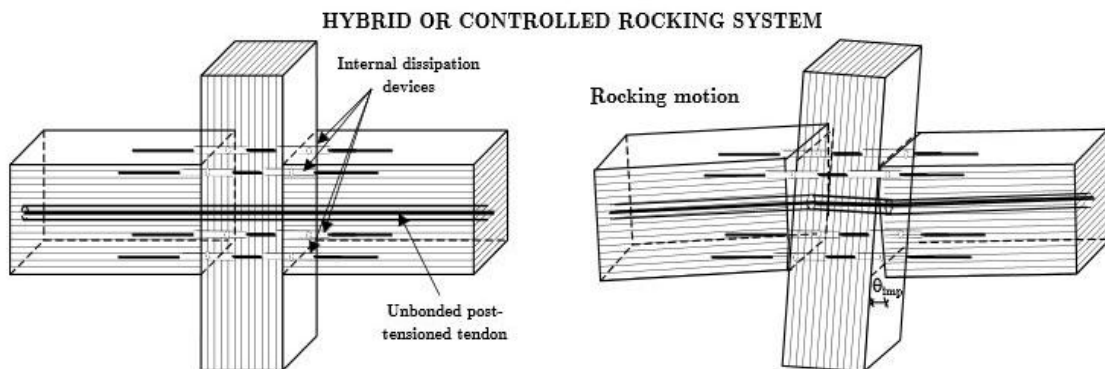 HYBRID OR CONTROLLED ROCKING SYSTEM
Internal dissipation
devices
Unbonded post-
tensioned tendon
Rocking motion
θimp